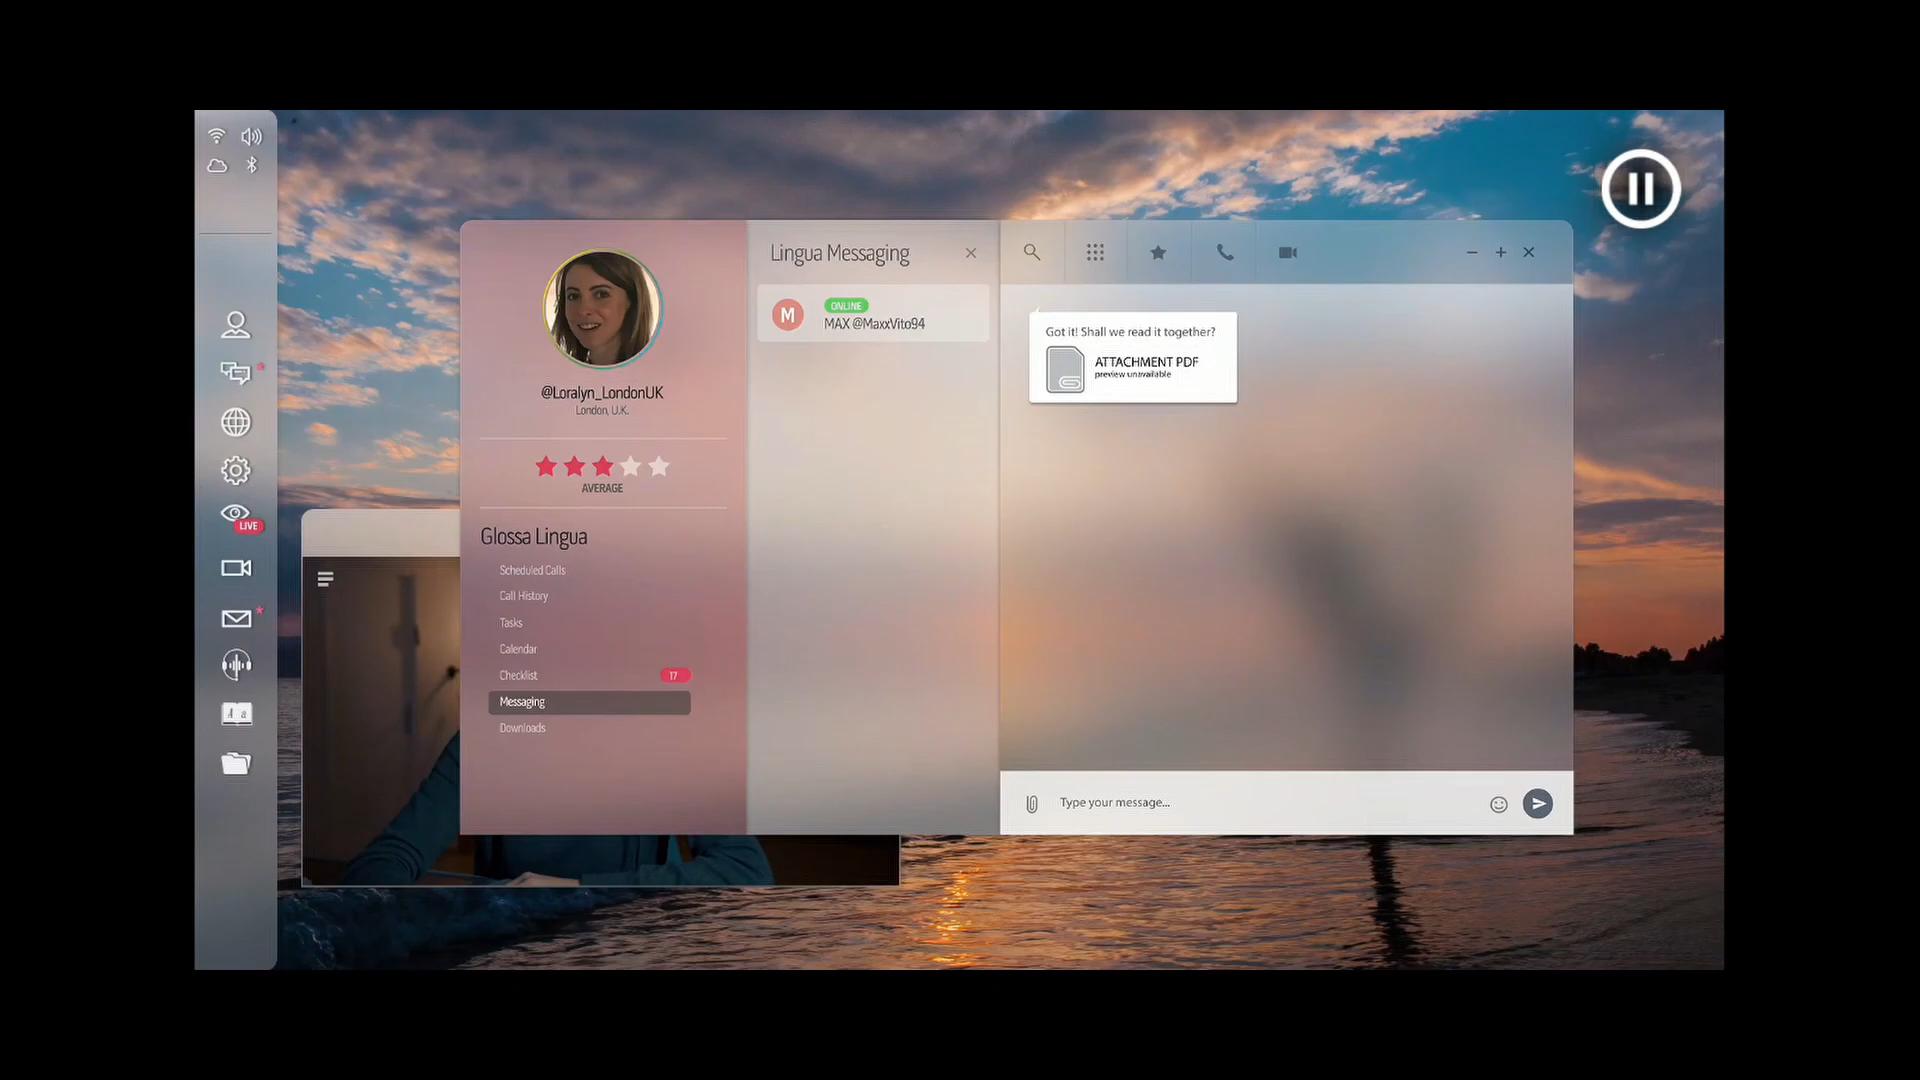 LIVE
A a
@Loralyn_LondonUK
London, U.K.
AVERAGE
Glossa Lingua
Scheduled Calls
Call History
Tasks
Calendar
Checklist 17
Messaging
Downloads
Lingua Messaging
M
ONLINE
MAX @MaxxVito94
Got it! Shall we read it together?
ATTACHMENT PDF
preview unavailable
Type your message...